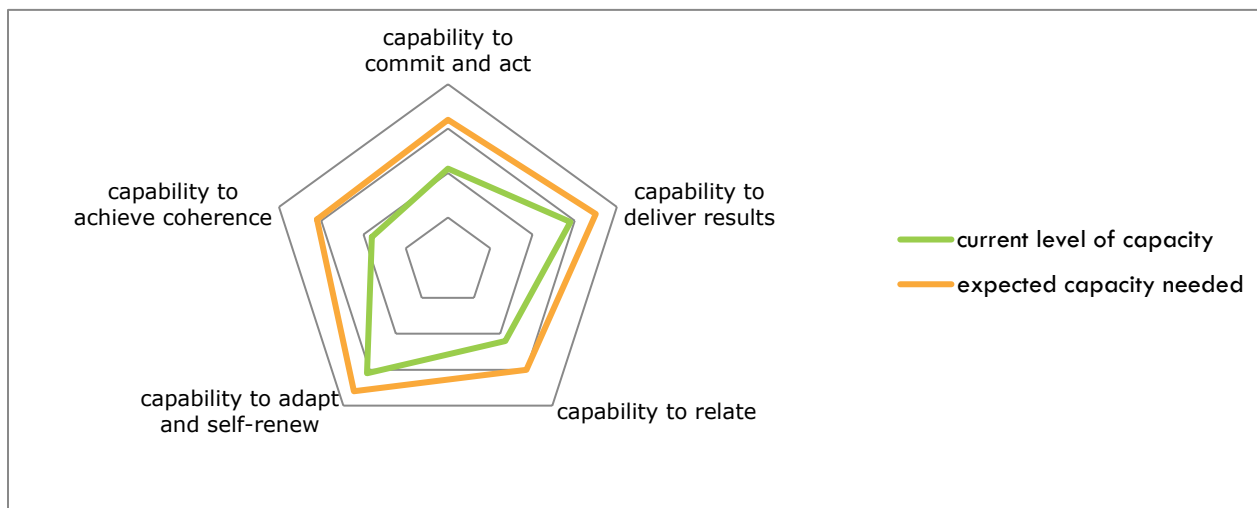 capability to
commit and act
capability to
deliver results
capability to relate
capability to adapt
and self-renew
capability to
achieve coherence
current level of capacity
expected capacity needed